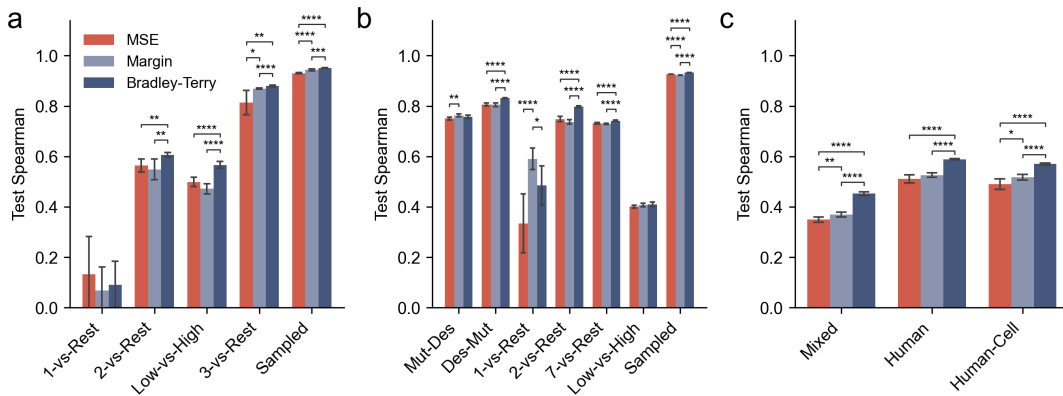 a
b
c
MSE
Margin
Bradley-Terry
Test Spearman
1.0
0.8
0.6
0.4
0.2
0.0
**
**
****
****
**
*
****
****
****
***
1-vs-Rest
2-vs-Rest
Low-vs-High
3-vs-Rest
Sampled
Test Spearman
1.0
0.8
0.6
0.4
0.2
0.0
**
****
****
****
*
****
****
****
****
****
****
****
Mut-Des
Des-Mut
1-vs-Rest
2-vs-Rest
7-vs-Rest
Low-vs-High
Sampled
Test Spearman
1.0
0.8
0.6
0.4
0.2
0.0
****
**
****
****
****
****
*
****
Mixed
Human
Human-Cell